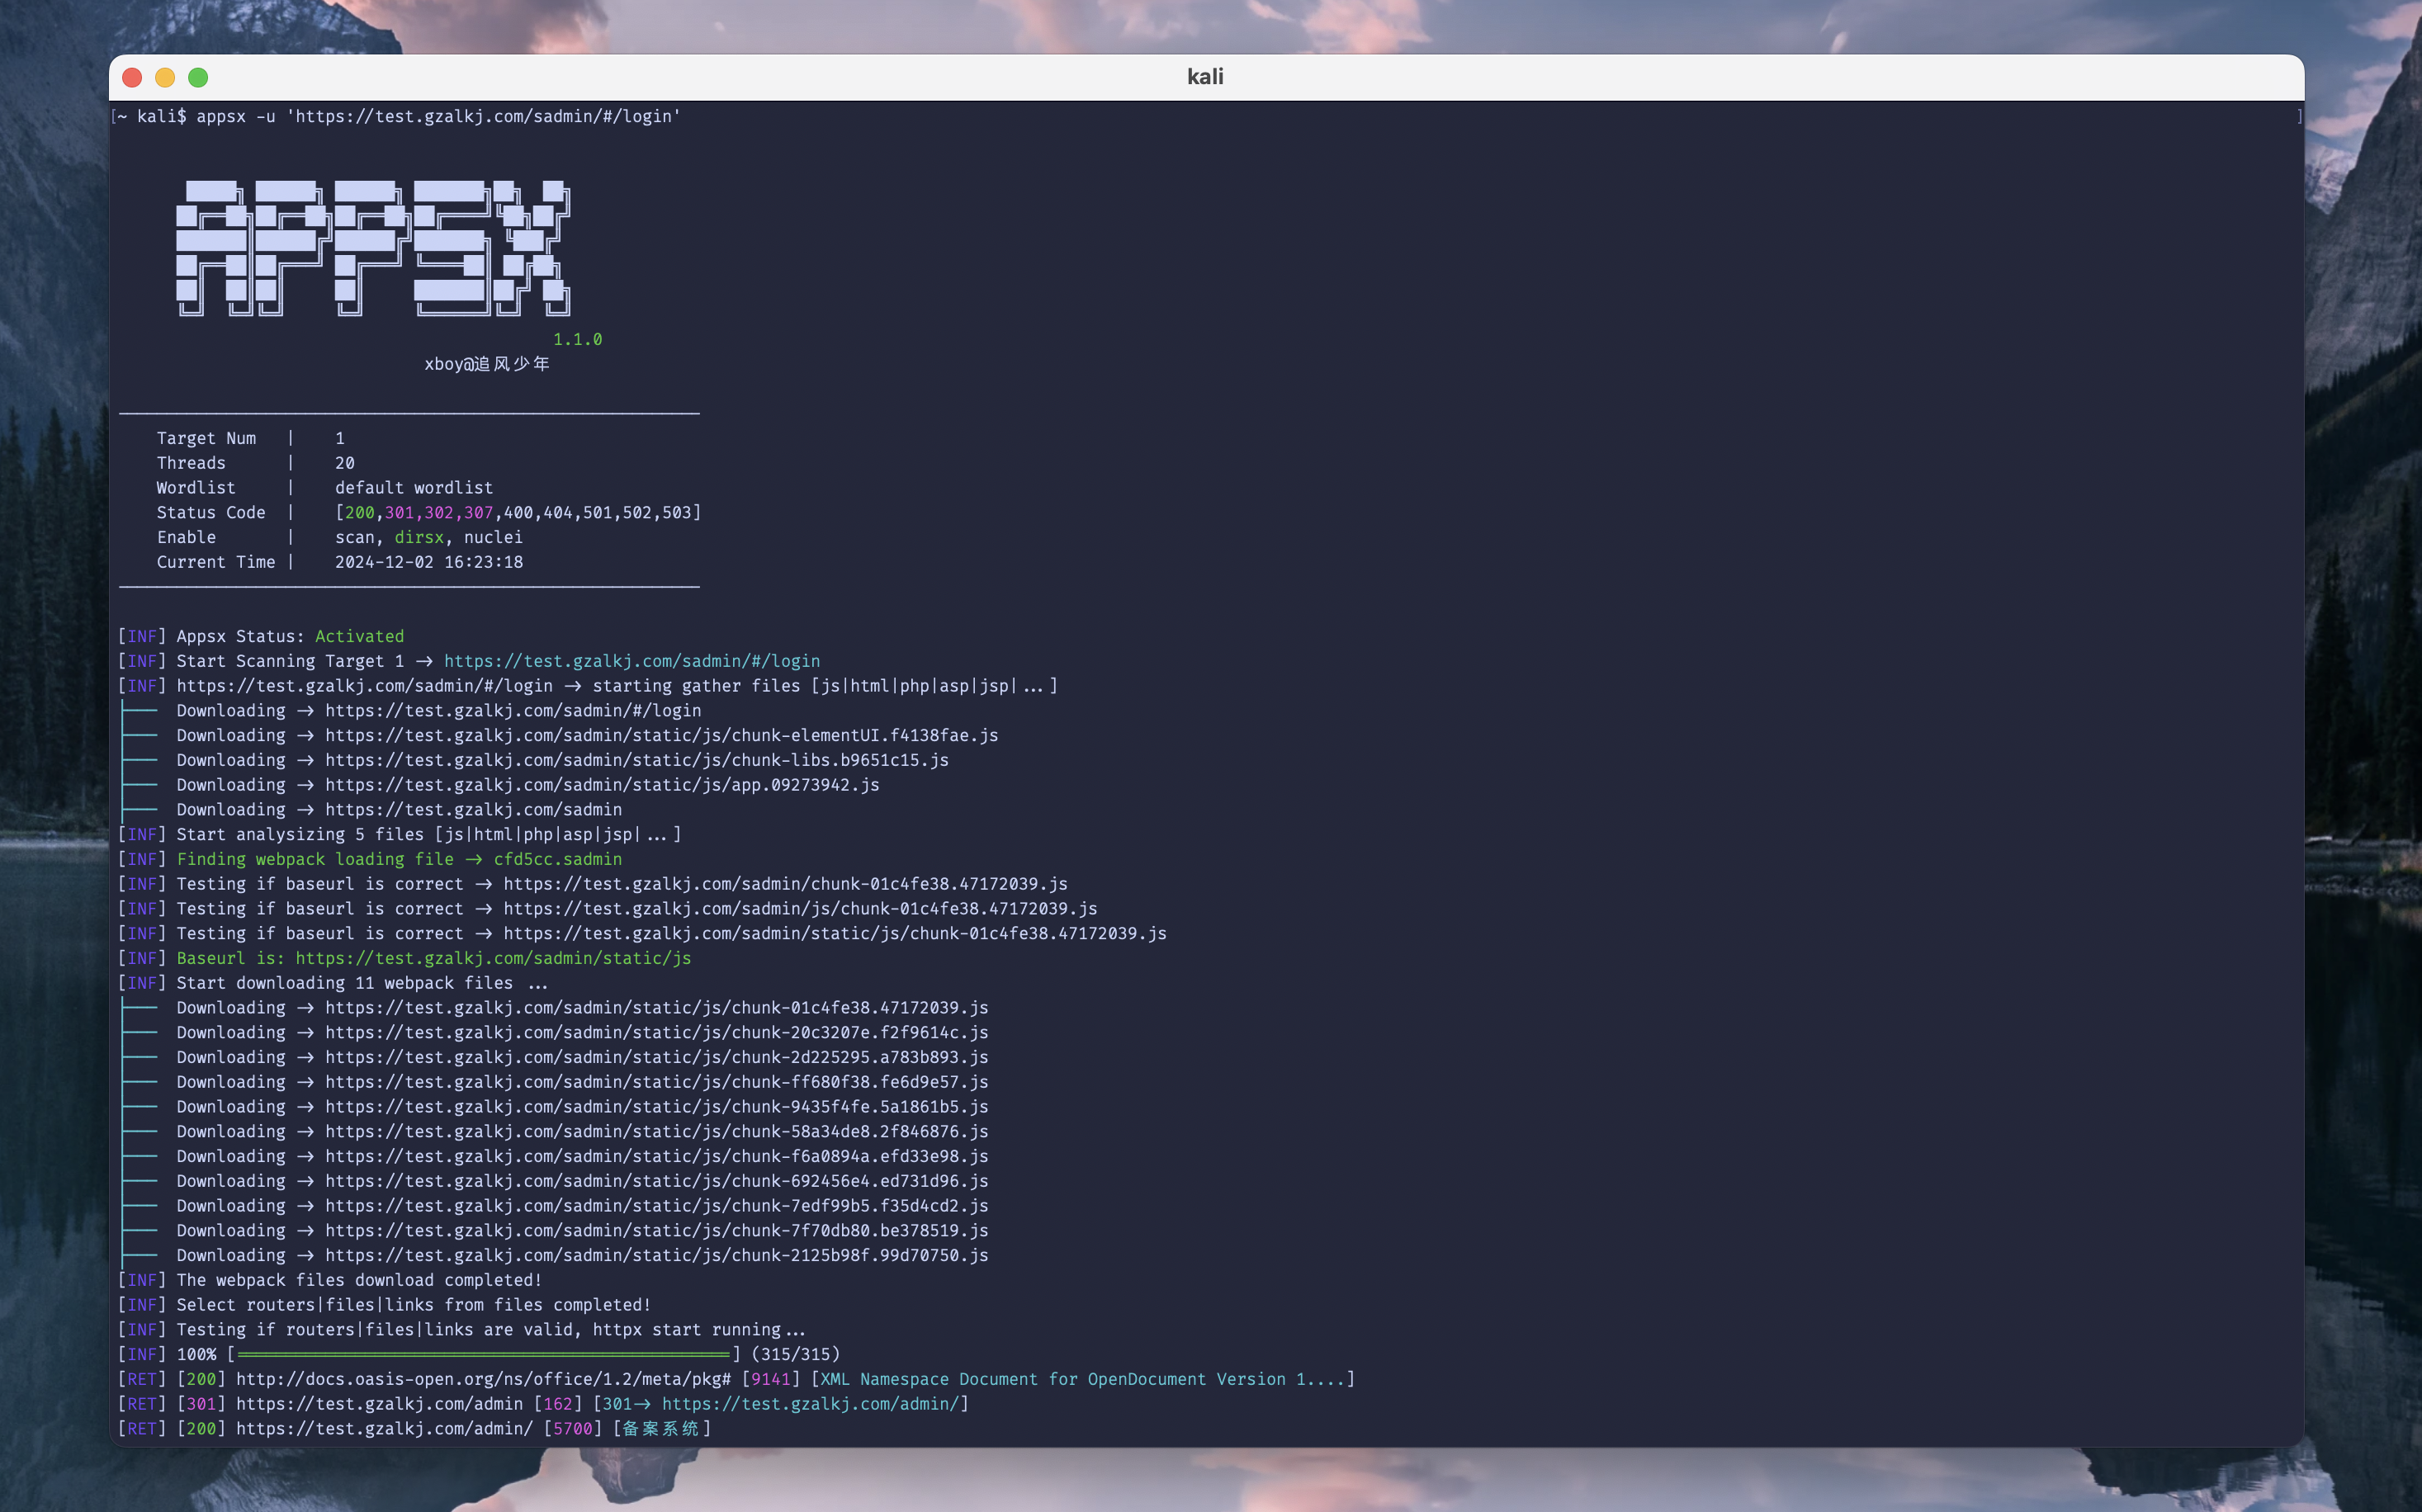 kali
[~ kali$ appsx -u 'https://test.gzalkj.com/sadmin/#/login' ]
APPSX
1.1.0
xboy@追风少年
Target Num | 1
Threads | 20
Wordlist | default wordlist
Status Code | [200,301,302,307,400,404,501,502,503]
Enable | scan, dirsx, nuclei
Current Time | 2024-12-02 16:23:18
[INF] Appsx Status: Activated
[INF] Start Scanning Target 1 -> https://test.gzalkj.com/sadmin/#/login
[INF] https://test.gzalkj.com/sadmin/#/login -> starting gather files [js|html|php|asp|jsp|...]
Downloading -> https://test.gzalkj.com/sadmin/#/login
Downloading -> https://test.gzalkj.com/sadmin/static/js/chunk-elementUI.f4138fae.js
Downloading -> https://test.gzalkj.com/sadmin/static/js/chunk-libs.b9651c15.js
Downloading -> https://test.gzalkj.com/sadmin/static/js/app.09273942.js
Downloading -> https://test.gzalkj.com/sadmin
[INF] Start analysizing 5 files [js|html|php|asp|jsp|...]
[INF] Finding webpack loading file -> cfd5cc.sadmin
[INF] Testing if baseurl is correct -> https://test.gzalkj.com/sadmin/chunk-01c4fe38.47172039.js
[INF] Testing if baseurl is correct -> https://test.gzalkj.com/sadmin/js/chunk-01c4fe38.47172039.js
[INF] Testing if baseurl is correct -> https://test.gzalkj.com/sadmin/static/js/chunk-01c4fe38.47172039.js
[INF] Baseurl is: https://test.gzalkj.com/sadmin/static/js
[INF] Start downloading 11 webpack files ...
Downloading -> https://test.gzalkj.com/sadmin/static/js/chunk-01c4fe38.47172039.js
Downloading -> https://test.gzalkj.com/sadmin/static/js/chunk-20c3207e.f2f9614c.js
Downloading -> https://test.gzalkj.com/sadmin/static/js/chunk-2d225295.a783b893.js
Downloading -> https://test.gzalkj.com/sadmin/static/js/chunk-ff680f38.fe6d9e57.js
Downloading -> https://test.gzalkj.com/sadmin/static/js/chunk-9435f4fe.5a1861b5.js
Downloading -> https://test.gzalkj.com/sadmin/static/js/chunk-58a34de8.2f846876.js
Downloading -> https://test.gzalkj.com/sadmin/static/js/chunk-f6a0894a.efd33e98.js
Downloading -> https://test.gzalkj.com/sadmin/static/js/chunk-692456e4.ed731d96.js
Downloading -> https://test.gzalkj.com/sadmin/static/js/chunk-7edf99b5.f35d4cd2.js
Downloading -> https://test.gzalkj.com/sadmin/static/js/chunk-7f70db80.be378519.js
Downloading -> https://test.gzalkj.com/sadmin/static/js/chunk-2125b98f.99d70750.js
[INF] The webpack files download completed!
[INF] Select routers|files|links from files completed!
[INF] Testing if routers|files|links are valid, httpx start running...
[INF] 100% [==================================================] (315/315)
[RET] [200] http://docs.oasis-open.org/ns/office/1.2/meta/pkg# [9141] [XML Namespace Document for OpenDocument Version 1....]
[RET] [301] https://test.gzalkj.com/admin [162] [301-> https://test.gzalkj.com/admin/]
[RET] [200] https://test.gzalkj.com/admin/ [5700] [备案系统]